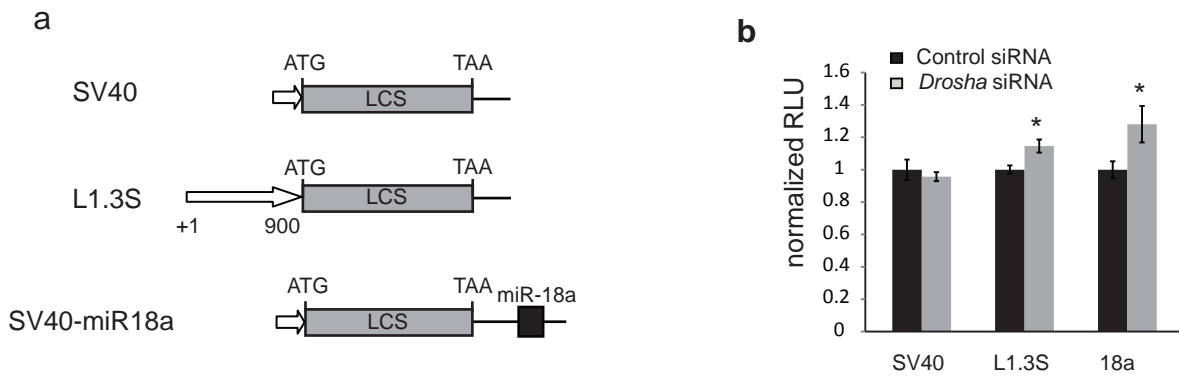 a
SV40
ATG
TAA
LCS
L1.3S
ATG
TAA
LCS
+1
900
SV40-miR18a
ATG
TAA
miR-18a
LCS
b
Control siRNA
Drosha siRNA
normalized RLU
1.6
1.4
1.2
1
0.8
0.6
0.4
0.2
0
*
*
SV40
L1.3S
18a